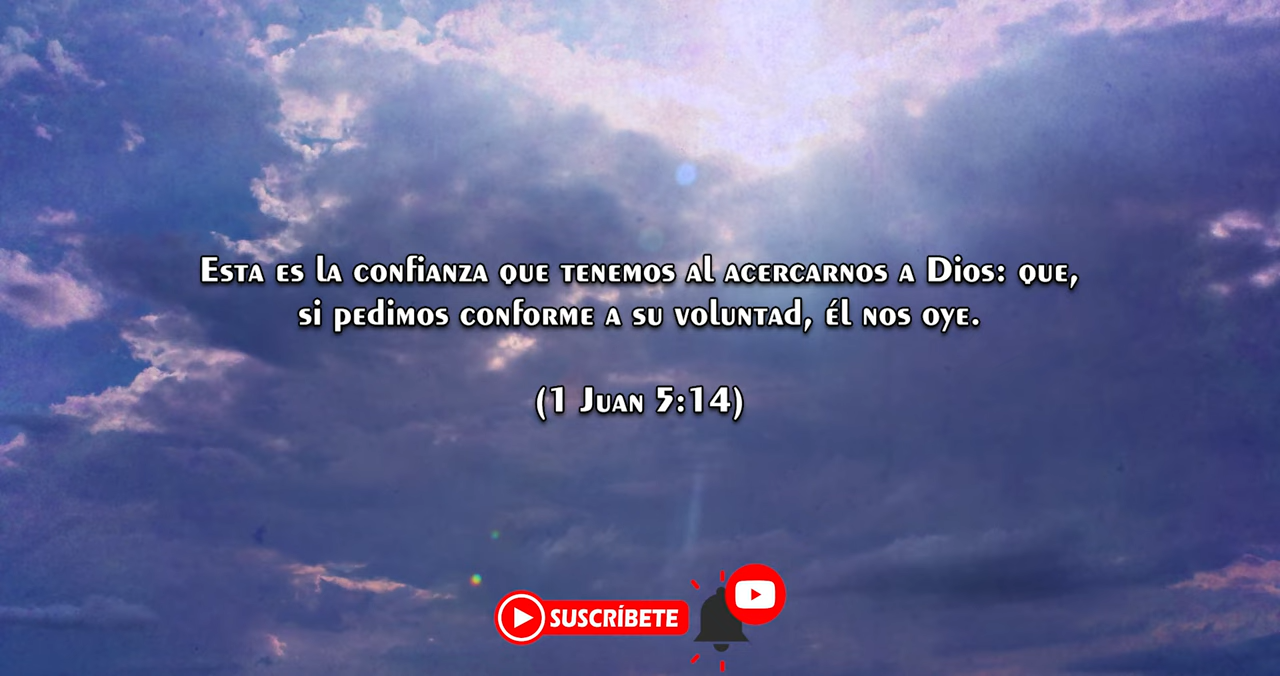 Esta es la confianza que tenemos al acercarnos a Dios: que,
si pedimos conforme a su voluntad, él nos oye.
(1 Juan 5:14)
SUSCRÍBETE